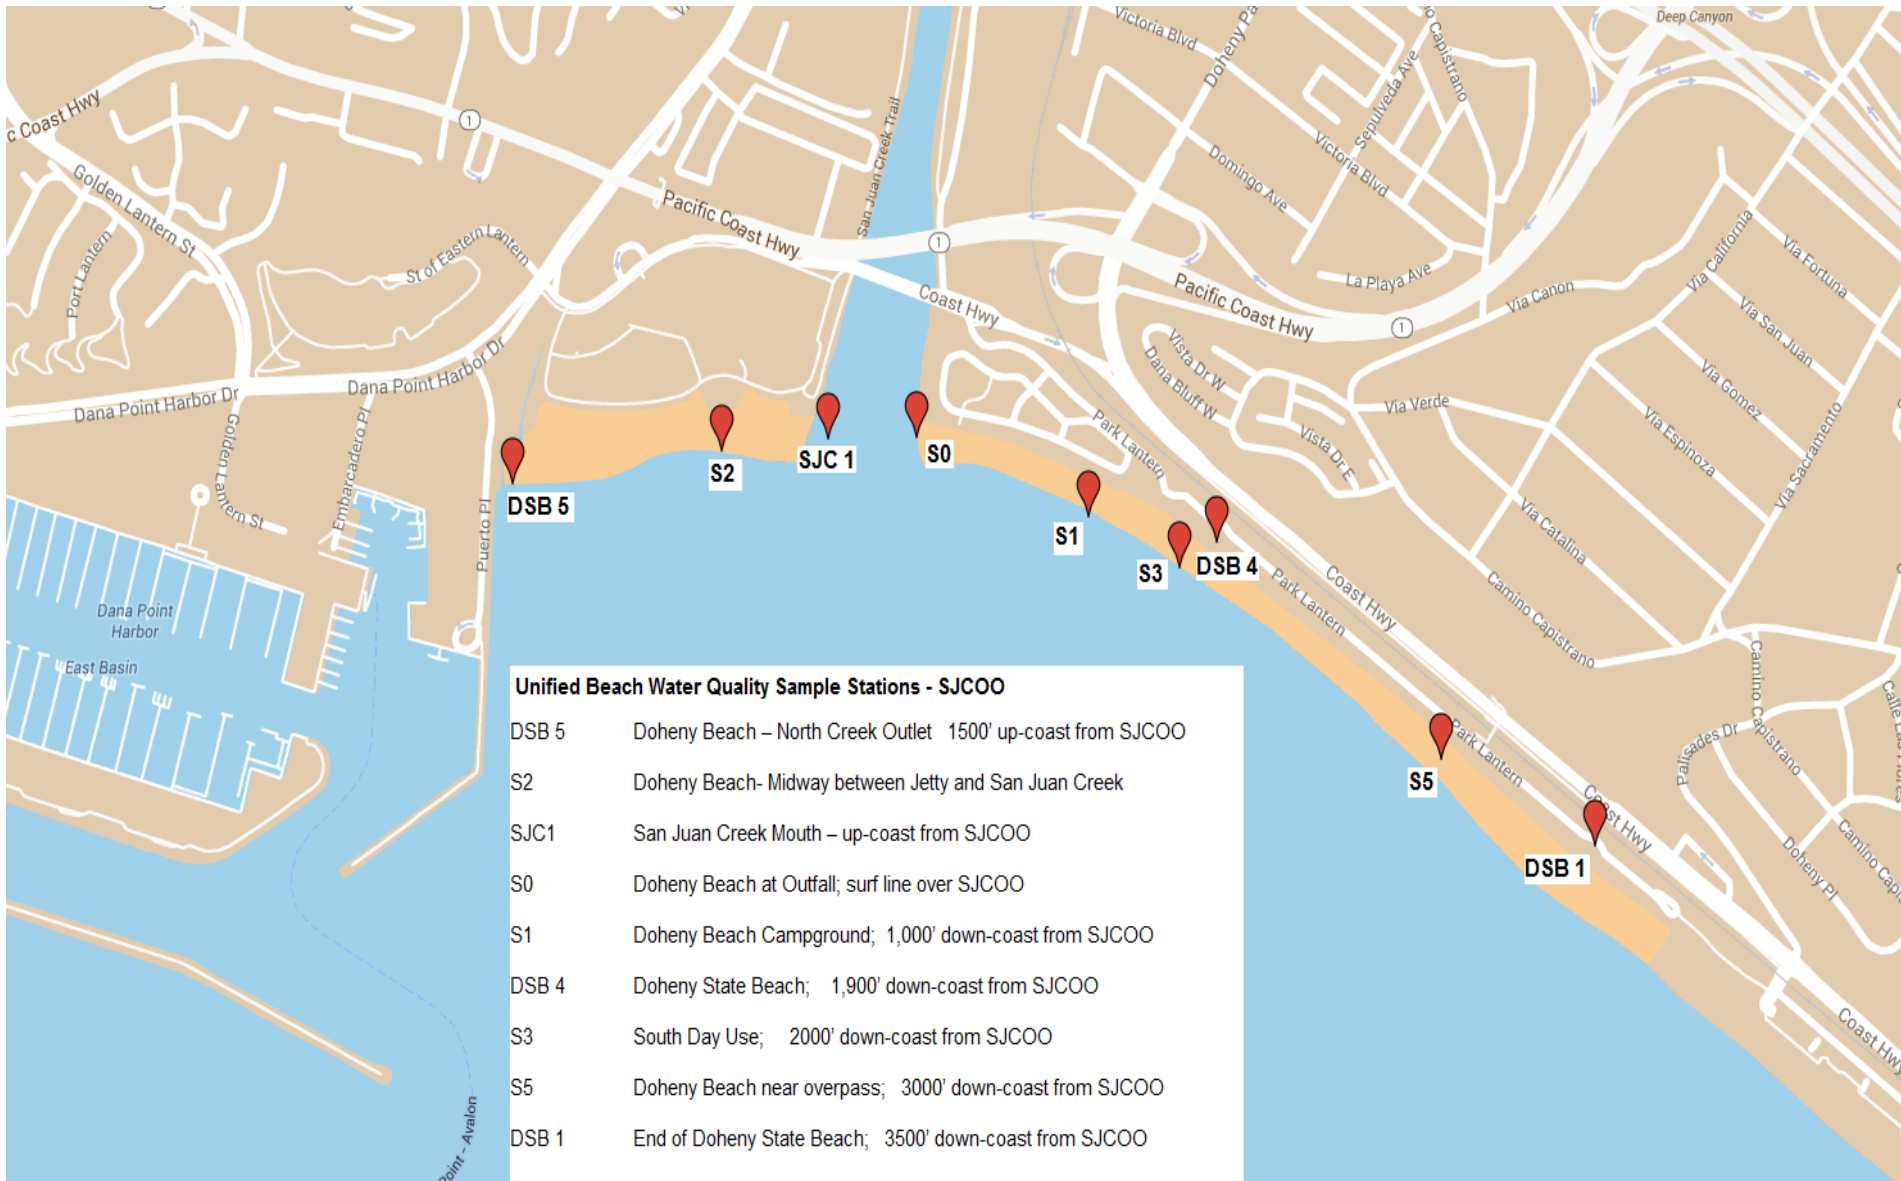 Deep Canyon
Victoria Blvd
Doheny Pa
o Capistrano
Sepulveda Ave
c Coast Hwy
1
San Juan Creek Trail
Victoria Blvd
Domingo Ave
Golden Lantern St
Pacific Coast Hwy
1
Port Lantern
St of Eastern Lantern
Via California
Via Fortuna
La Playa Ave
Pacific Coast Hwy
Coast Hwy
1
Via Canon
Via San Juan
Vista Dr W
Dana Bluff W
Via Gomez
Dana Point Harbor Dr
Dana Point Harbor Dr
Via Verde
Via Espinoza
Golden Lantern St
Embarcadero Pl
Park Lantern
Vista Dr E
Via Sacramento
S2
SJC 1
S0
DSB 5
Puerto Pl
S1
Via Catalina
S3
DSB 4
Dana Point
Harbor
East Basin
Park Lantern
Coast Hwy
Camino Capistrano
Camino Capistrano
Palisades Dr
Park Lantern
S5
Coast Hwy
DSB 1
Doheny Pl
Camino Capis
Coast Hwy
Point - Avalon
Unified Beach Water Quality Sample Stations - SJCOO
DSB 5 Doheny Beach – North Creek Outlet 1500' up-coast from SJCOO
S2 Doheny Beach- Midway between Jetty and San Juan Creek
SJC1 San Juan Creek Mouth – up-coast from SJCOO
S0 Doheny Beach at Outfall; surf line over SJCOO
S1 Doheny Beach Campground; 1,000' down-coast from SJCOO
DSB 4 Doheny State Beach; 1,900' down-coast from SJCOO
S3 South Day Use; 2000' down-coast from SJCOO
S5 Doheny Beach near overpass; 3000' down-coast from SJCOO
DSB 1 End of Doheny State Beach; 3500' down-coast from SJCOO